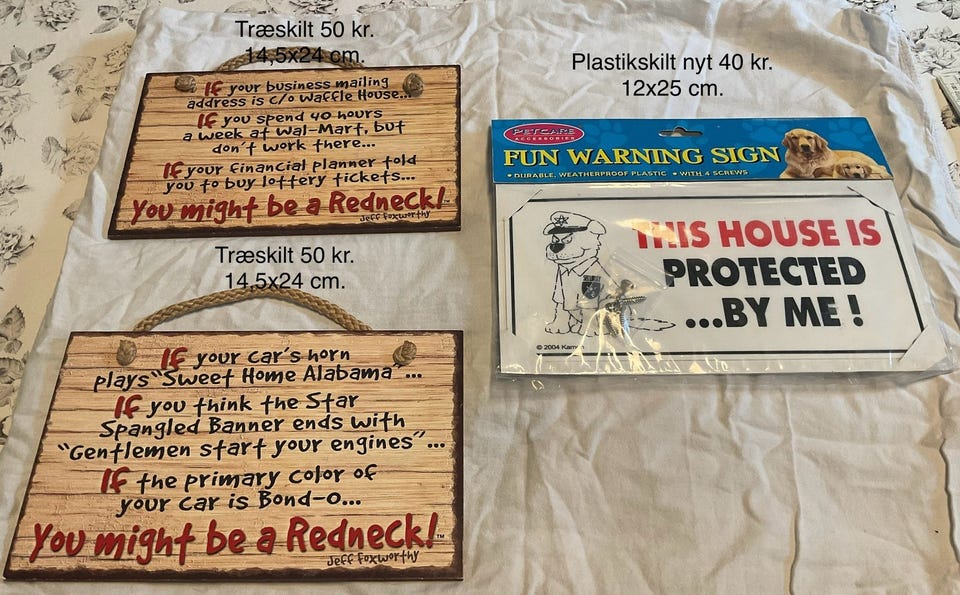 Træskilt 50 kr.
14,5x24 cm.
IF your business mailing
address is c/o Waffle House...
IF you spend 40 hours
a week at Wal-Mart, but
don't work there...
IF your financial planner told
you to buy lottery tickets...
You might be a Redneck!™
Jeff Foxworthy
Træskilt 50 kr.
14,5x24 cm.
IF your car's horn
plays "Sweet Home Alabama"...
IF you think the Star
Spangled Banner ends with
"Gentlemen start your engines"...
IF the primary color of
your car is Bond-o...
You might be a Redneck!™
Jeff Foxworthy
Plastikskilt nyt 40 kr.
12x25 cm.
PETCARE
ACCESSORIES
FUN WARNING SIGN
• DURABLE, WEATHERPROOF PLASTIC • WITH 4 SCREWS
THIS HOUSE IS
PROTECTED
...BY ME !
© 2004